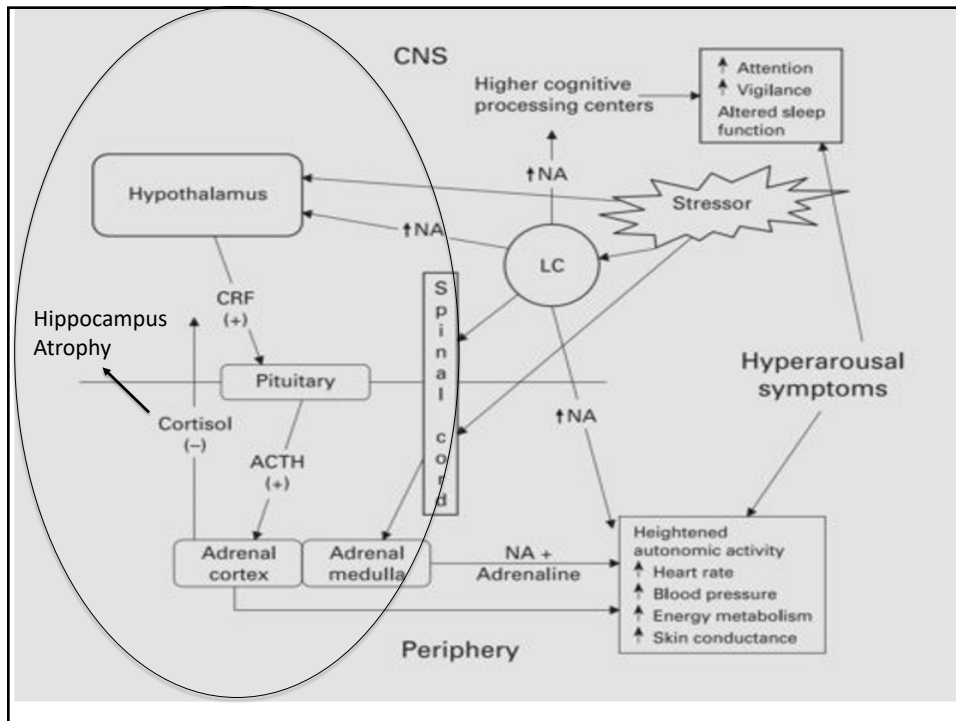 CNS
Higher cognitive
processing centers
↑ Attention
↑ Vigilance
Altered sleep
function
Hypothalamus
↑NA
Stressor
↑NA
LC
CRF
(+)
Hippocampus
Atrophy
Spinal cord
Pituitary
Hyperarousal
symptoms
Cortisol
(–)
↑NA
ACTH
(+)
Adrenal
cortex
Adrenal
medulla
NA +
Adrenaline
Heightened
autonomic activity
↑ Heart rate
↑ Blood pressure
↑ Energy metabolism
↑ Skin conductance
Periphery